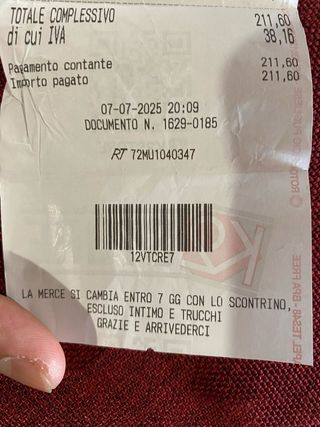 TOTALE COMPLESSIVO 211,60
di cui IVA 38,16
Pagamento contante 211,60
Importo pagato 211,60
07-07-2025 20:09
DOCUMENTO N. 1629-0185
RT 72MU1040347
12VTCRE7
LA MERCE SI CAMBIA ENTRO 7 GG CON LO SCONTRINO,
ESCLUSO INTIMO E TRUCCHI
GRAZIE E ARRIVEDERCI
BPA FREE